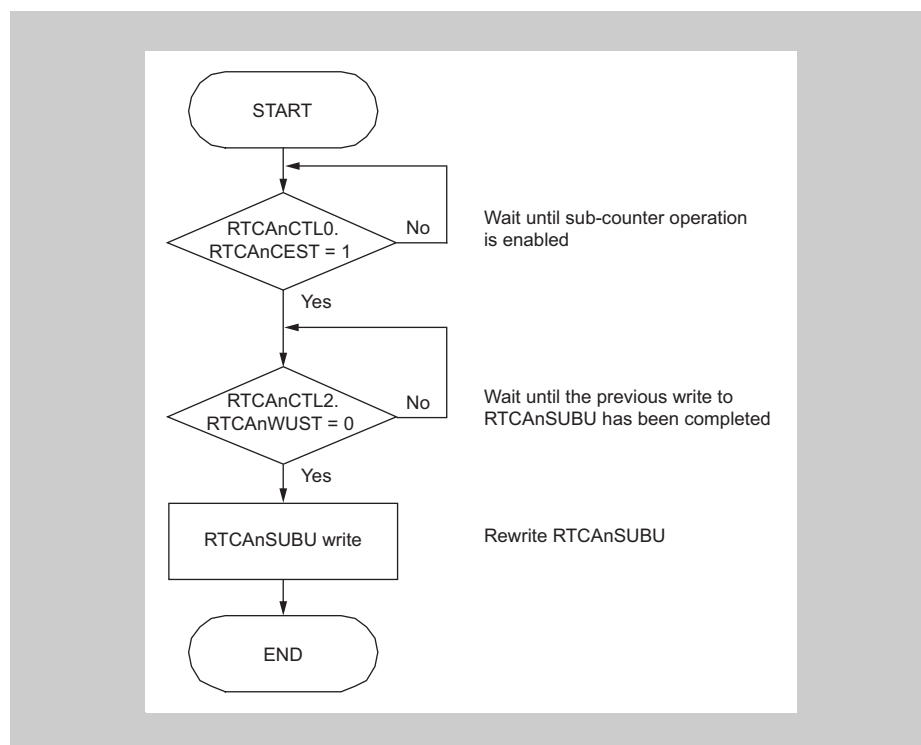 START
RTCAnCTL0.
RTCAnCEST = 1
No
Wait until sub-counter operation
is enabled
Yes
RTCAnCTL2.
RTCAnWUST = 0
No
Wait until the previous write to
RTCAnSUBU has been completed
Yes
RTCAnSUBU write
Rewrite RTCAnSUBU
END